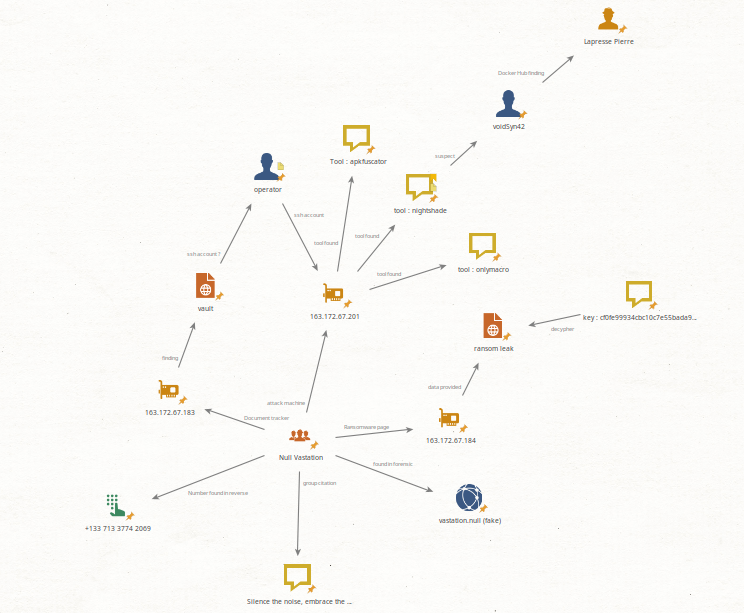 Lapresse Pierre
Docker Hub finding
voidSyn42
suspect
Tool : apkfuscator
operator
tool : nightshade
ssh account
tool found
tool found
ssh account ?
tool : onlymacro
tool found
vault
163.172.67.201
key : cf0fe99934cbc10c7e55bada9...
decypher
ransom leak
finding
data provided
attack machine
163.172.67.183
Document tracker
Ransomware page
163.172.67.184
Null Vastation
found in forensic
group citation
Number found in reverse
vastation.null (fake)
+133 713 3774 2069
Silence the noise, embrace the ...